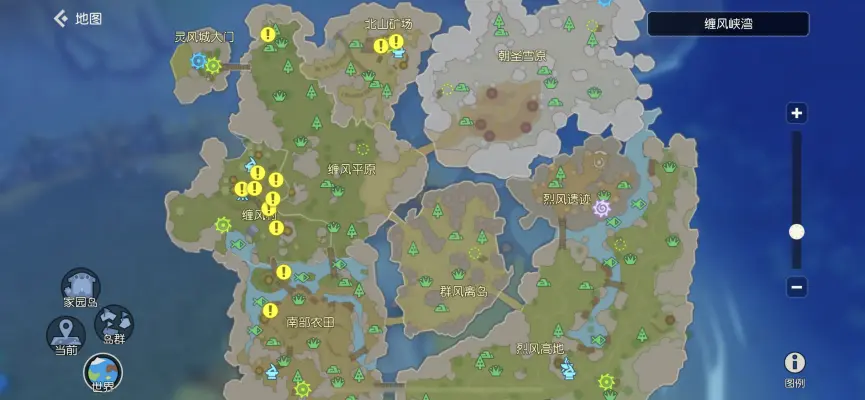 地图
缠风峡湾
灵风城大门
北山矿场
朝圣雪原
缠风平原
烈风遗迹
缠风村
群风离岛
南部农田
烈风高地
家园岛
岛群
当前
世界
图例